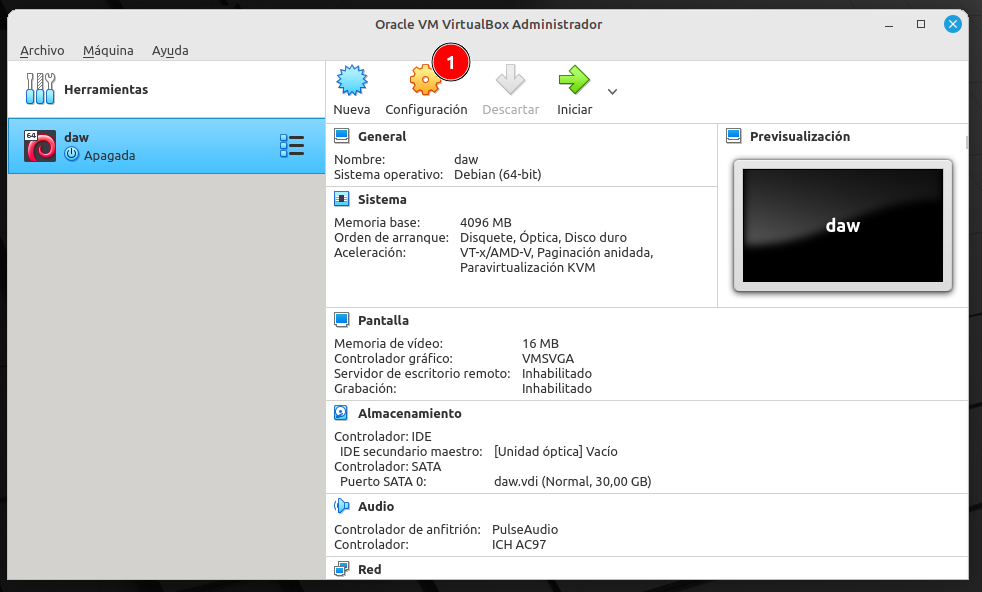 Oracle VM VirtualBox Administrador
Archivo Máquina Ayuda
Herramientas
64
daw
Apagada
1
Nueva Configuración Descartar Iniciar
General
Nombre: daw
Sistema operativo: Debian (64-bit)
Previsualización
daw
Sistema
Memoria base: 4096 MB
Orden de arranque: Disquete, Óptica, Disco duro
Aceleración: VT-x/AMD-V, Paginación anidada,
Paravirtualización KVM
Pantalla
Memoria de vídeo: 16 MB
Controlador gráfico: VMSVGA
Servidor de escritorio remoto: Inhabilitado
Grabación: Inhabilitado
Almacenamiento
Controlador: IDE
IDE secundario maestro: [Unidad óptica] Vacío
Controlador: SATA
Puerto SATA 0: daw.vdi (Normal, 30,00 GB)
Audio
Controlador de anfitrión: PulseAudio
Controlador: ICH AC97
Red